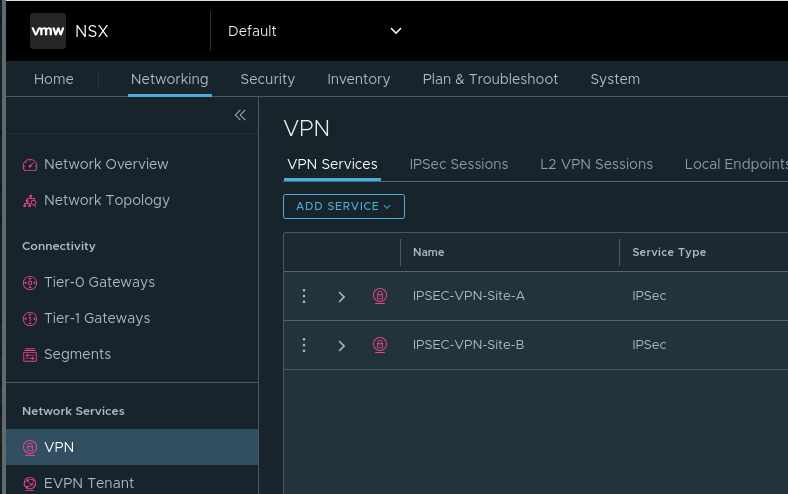 vmw NSX Default
Home Networking Security Inventory Plan & Troubleshoot System
VPN
Network Overview
Network Topology
Connectivity
Tier-0 Gateways
Tier-1 Gateways
Segments
Network Services
VPN
EVPN Tenant
VPN Services IPSec Sessions L2 VPN Sessions Local Endpoints
ADD SERVICE
Name Service Type
IPSEC-VPN-Site-A IPSec
IPSEC-VPN-Site-B IPSec